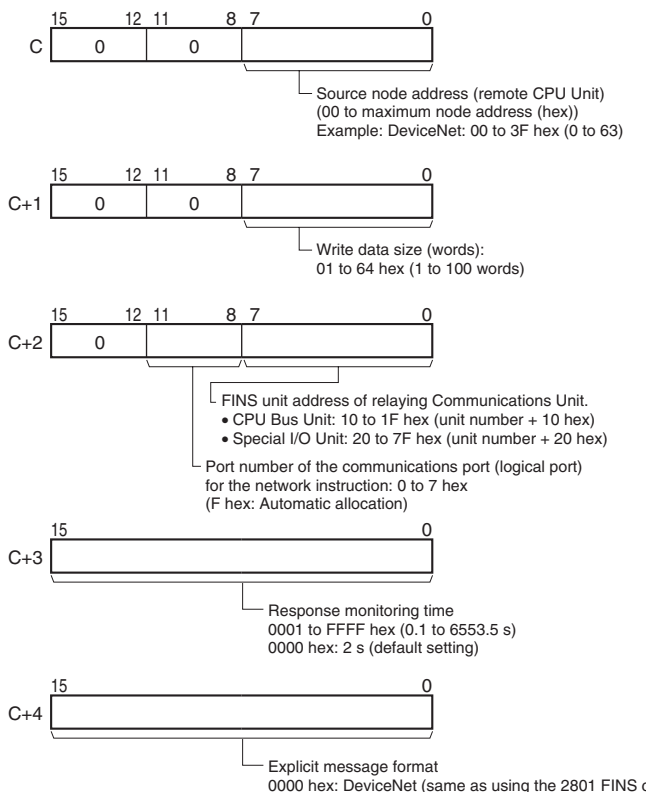 15 12 11 8 7 0
C 0 0
Source node address (remote CPU Unit)
(00 to maximum node address (hex))
Example: DeviceNet: 00 to 3F hex (0 to 63)
15 12 11 8 7 0
C+1 0 0
Write data size (words):
01 to 64 hex (1 to 100 words)
15 12 11 8 7 0
C+2 0
FINS unit address of relaying Communications Unit.
• CPU Bus Unit: 10 to 1F hex (unit number + 10 hex)
• Special I/O Unit: 20 to 7F hex (unit number + 20 hex)
Port number of the communications port (logical port)
for the network instruction: 0 to 7 hex
(F hex: Automatic allocation)
15 0
C+3
Response monitoring time
0001 to FFFF hex (0.1 to 6553.5 s)
0000 hex: 2 s (default setting)
15 0
C+4
Explicit message format
0000 hex: DeviceNet (same as using the 2801 FINS